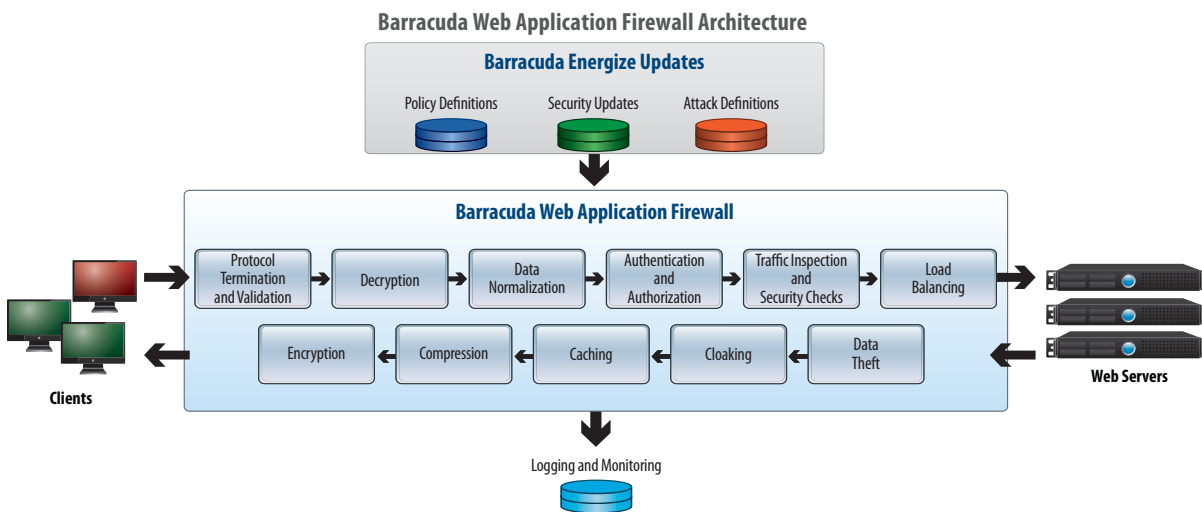 Barracuda Web Application Firewall Architecture
Barracuda Energize Updates
Policy Definitions
Security Updates
Attack Definitions
Barracuda Web Application Firewall
Protocol
Termination
and Validation
Decryption
Data
Normalization
Authentication
and
Authorization
Traffic Inspection
and
Security Checks
Load
Balancing
Encryption
Compression
Caching
Cloaking
Data
Theft
Clients
Web Servers
Logging and Monitoring